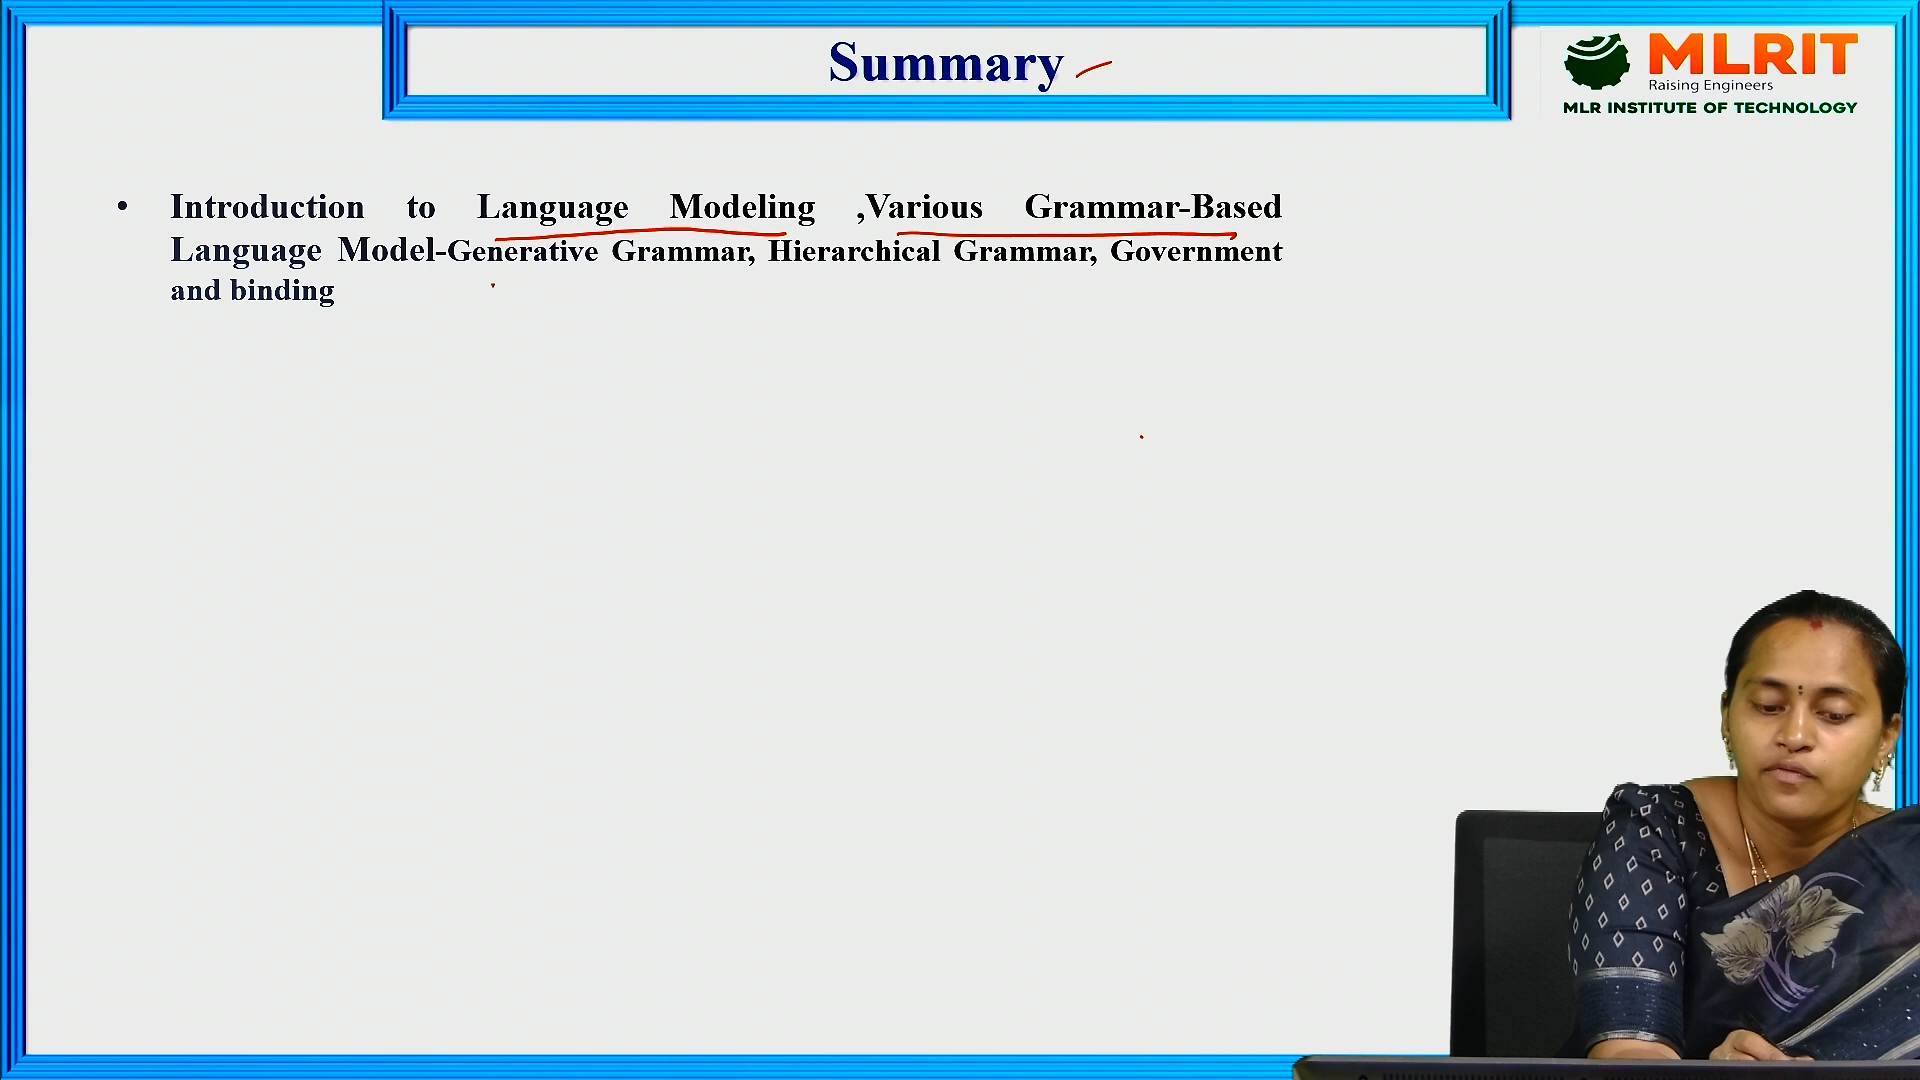 Summary
MLRIT
Raising Engineers
MLR INSTITUTE OF TECHNOLOGY
• Introduction to Language Modeling ,Various Grammar-Based
Language Model-Generative Grammar, Hierarchical Grammar, Government
and binding